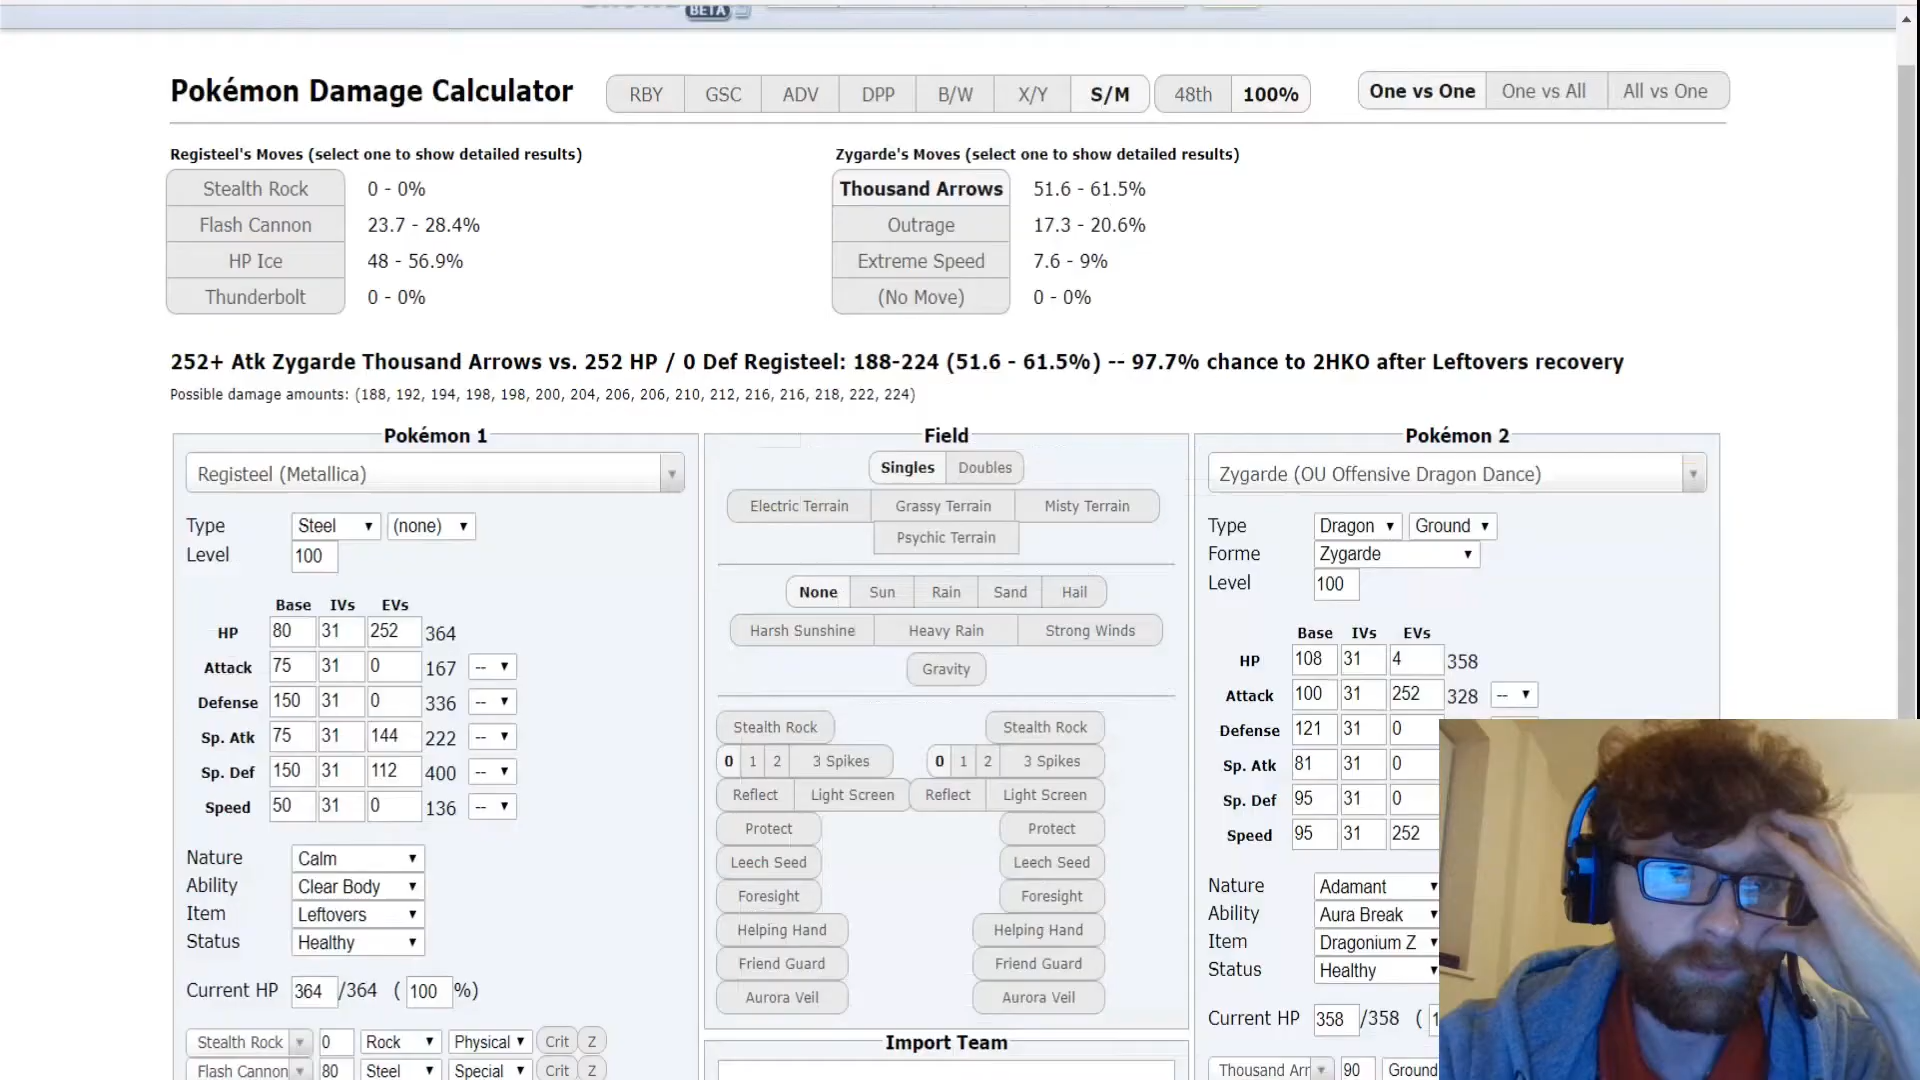 BETA
Pokémon Damage Calculator RBY GSC ADV DPP B/W X/Y S/M 48th 100% One vs One One vs All All vs One
Registeel's Moves (select one to show detailed results)
Stealth Rock 0 - 0%
Flash Cannon 23.7 - 28.4%
HP Ice 48 - 56.9%
Thunderbolt 0 - 0%
Zygarde's Moves (select one to show detailed results)
Thousand Arrows 51.6 - 61.5%
Outrage 17.3 - 20.6%
Extreme Speed 7.6 - 9%
(No Move) 0 - 0%
252+ Atk Zygarde Thousand Arrows vs. 252 HP / 0 Def Registeel: 188-224 (51.6 - 61.5%) -- 97.7% chance to 2HKO after Leftovers recovery
Possible damage amounts: (188, 192, 194, 198, 198, 200, 204, 206, 206, 210, 212, 216, 216, 218, 222, 224)
Pokémon 1
Registeel (Metallica)
Type Steel (none)
Level 100
Base IVs EVs
HP 80 31 252 364
Attack 75 31 0 167 --
Defense 150 31 0 336 --
Sp. Atk 75 31 144 222 --
Sp. Def 150 31 112 400 --
Speed 50 31 0 136 --
Nature Calm
Ability Clear Body
Item Leftovers
Status Healthy
Current HP 364 /364 ( 100 %)
Stealth Rock 0 Rock Physical Crit Z
Flash Cannon 80 Steel Special Crit Z
Field
Singles Doubles
Electric Terrain Grassy Terrain Misty Terrain
Psychic Terrain
None Sun Rain Sand Hail
Harsh Sunshine Heavy Rain Strong Winds
Gravity
Stealth Rock Stealth Rock
0 1 2 3 Spikes 0 1 2 3 Spikes
Reflect Light Screen Reflect Light Screen
Protect Protect
Leech Seed Leech Seed
Foresight Foresight
Helping Hand Helping Hand
Friend Guard Friend Guard
Aurora Veil Aurora Veil
Import Team
Pokémon 2
Zygarde (OU Offensive Dragon Dance)
Type Dragon Ground
Forme Zygarde
Level 100
Base IVs EVs
HP 108 31 4 358
Attack 100 31 252 328 --
Defense 121 31 0
Sp. Atk 81 31 0
Sp. Def 95 31 0
Speed 95 31 252
Nature Adamant
Ability Aura Break
Item Dragonium Z
Status Healthy
Current HP 358 /358 ( 1
Thousand Arr 90 Ground